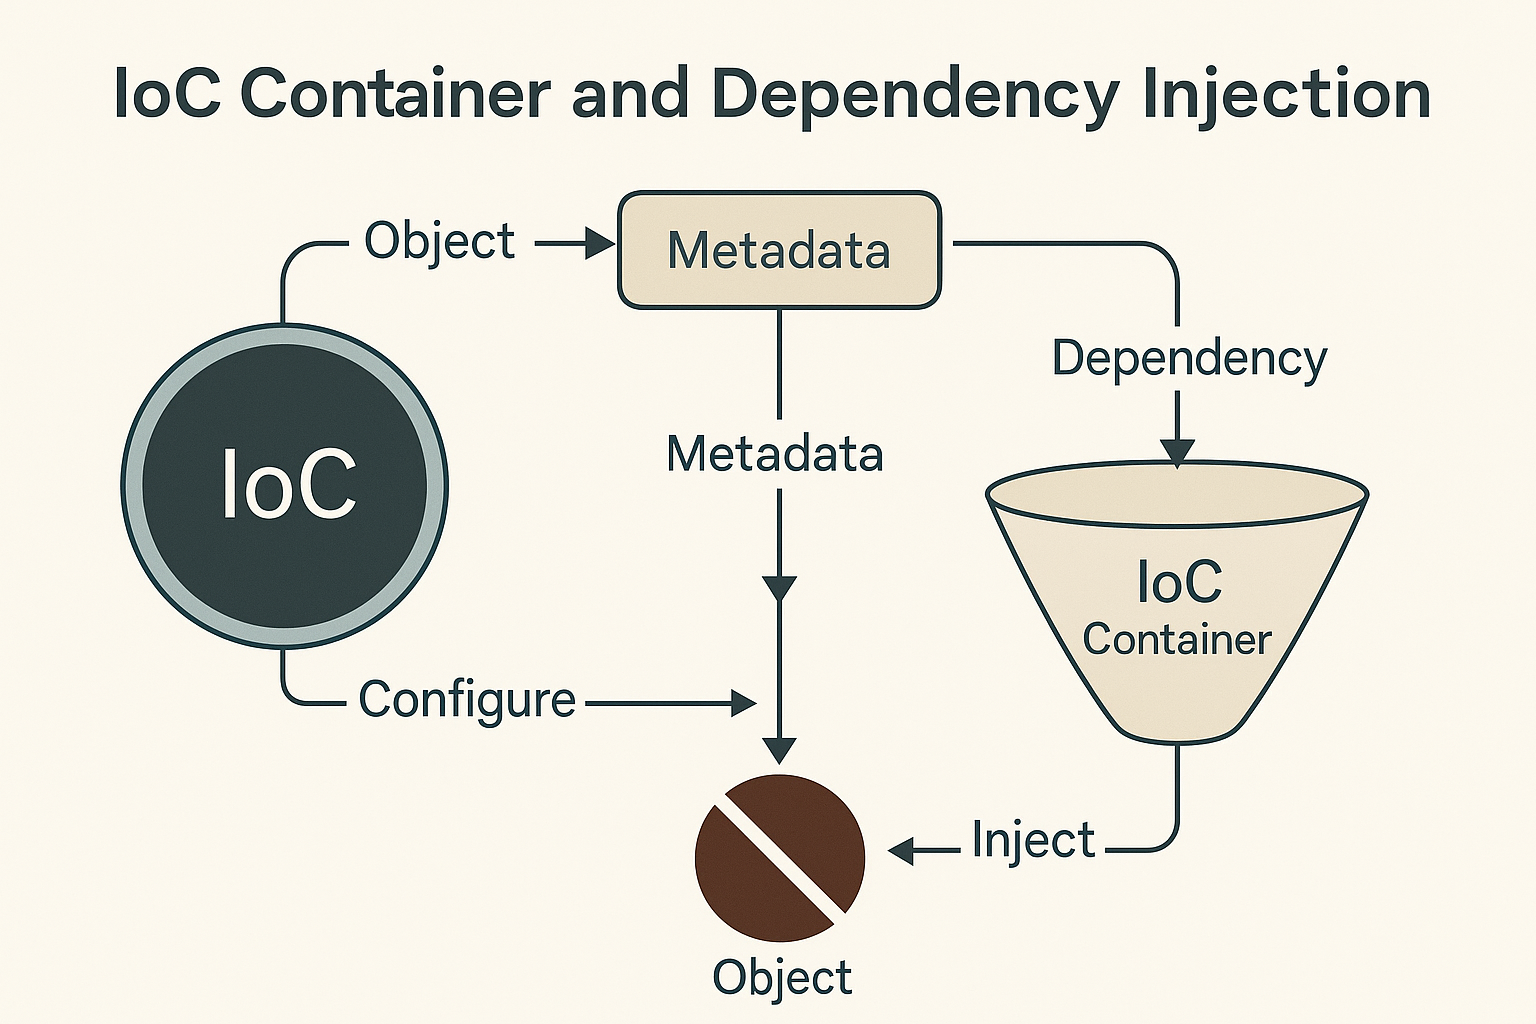 IoC Container and Dependency Injection
Object
Metadata
Dependency
Metadata
IoC
IoC
Container
Configure
Inject
Object